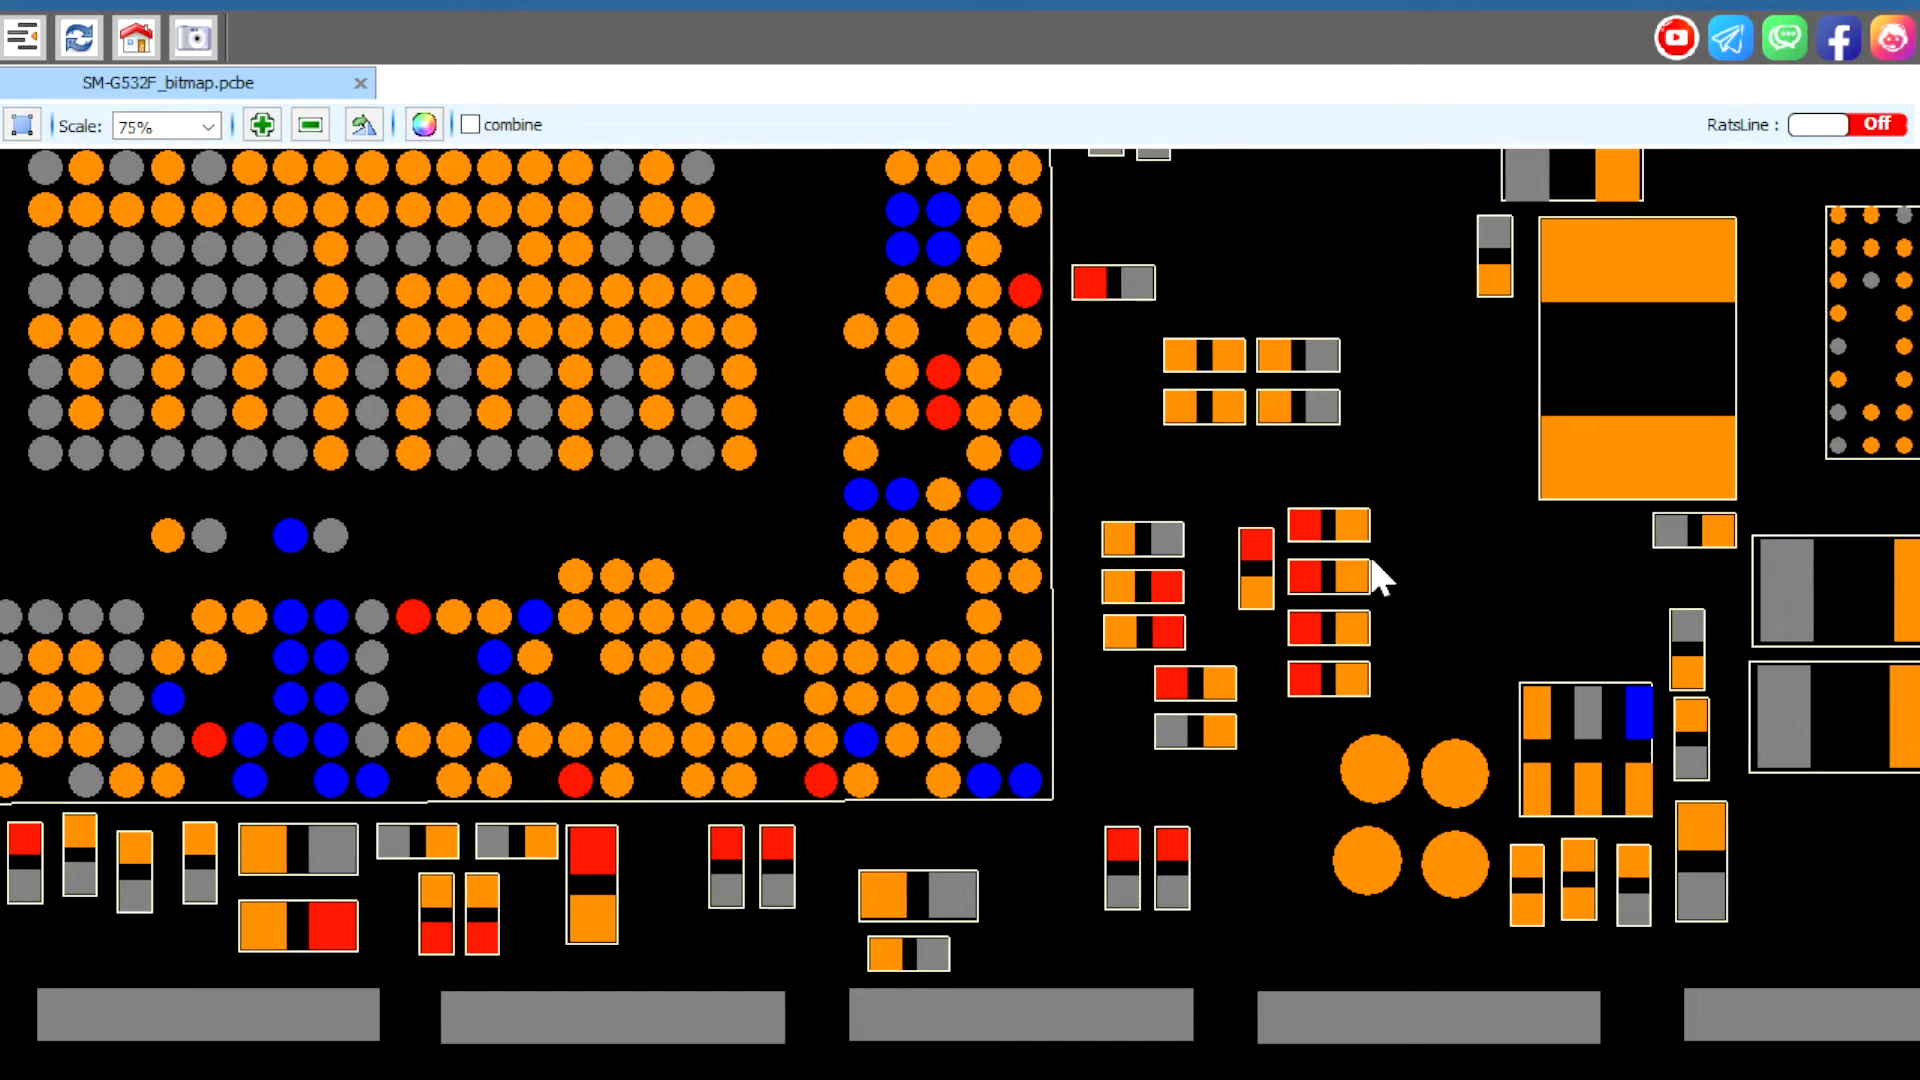 SM-G532F_bitmap.pcbe
Scale: 75% combine RatsLine : Off